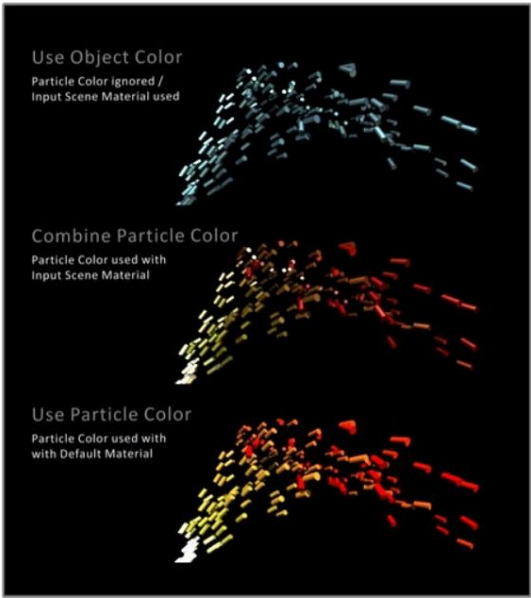 Use Object Color
Particle Color ignored /
Input Scene Material used
Combine Particle Color
Particle Color used with
Input Scene Material
Use Particle Color
Particle Color used with
with Default Material